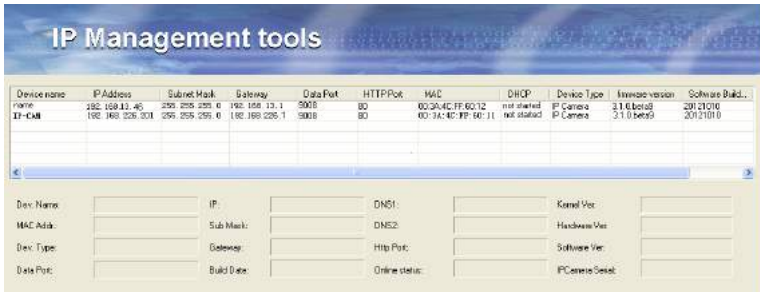 IP Management tools
Device name IP Address Subnet Mask Gateway Data Port HTTP Port MAC DHCP Device Type firmware version Software Build...
name 192.168.13.46 255.255.255.0 192.168.13.1 9008 80 00:3A:4C:FF:60:12 not started IP Camera 3.1.0.beta9 20121010
IP-CAM 192.168.226.201 255.255.255.0 192.168.226.1 9008 80 00:3A:4C:FF:60:11 not started IP Camera 3.1.0.beta9 20121010
Dev. Name: IP: DNS1: Kernel Ver:
MAC Addr: Sub Mask: DNS2: Hardware Ver:
Dev. Type: Gateway: Http Port: Software Ver:
Data Port: Build Date: Online status: IPCamera Serial: